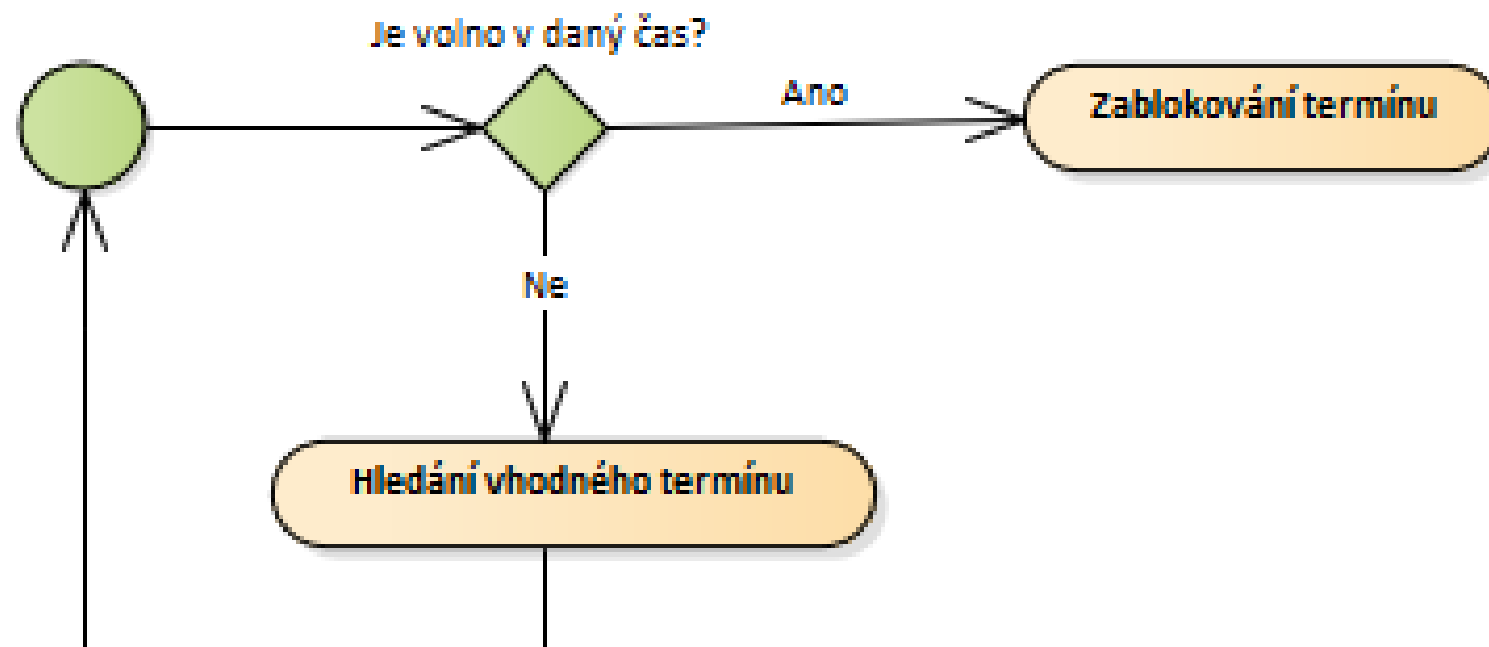 Je volno v daný čas?
Ano
Zablokování termínu
Ne
Hledání vhodného termínu